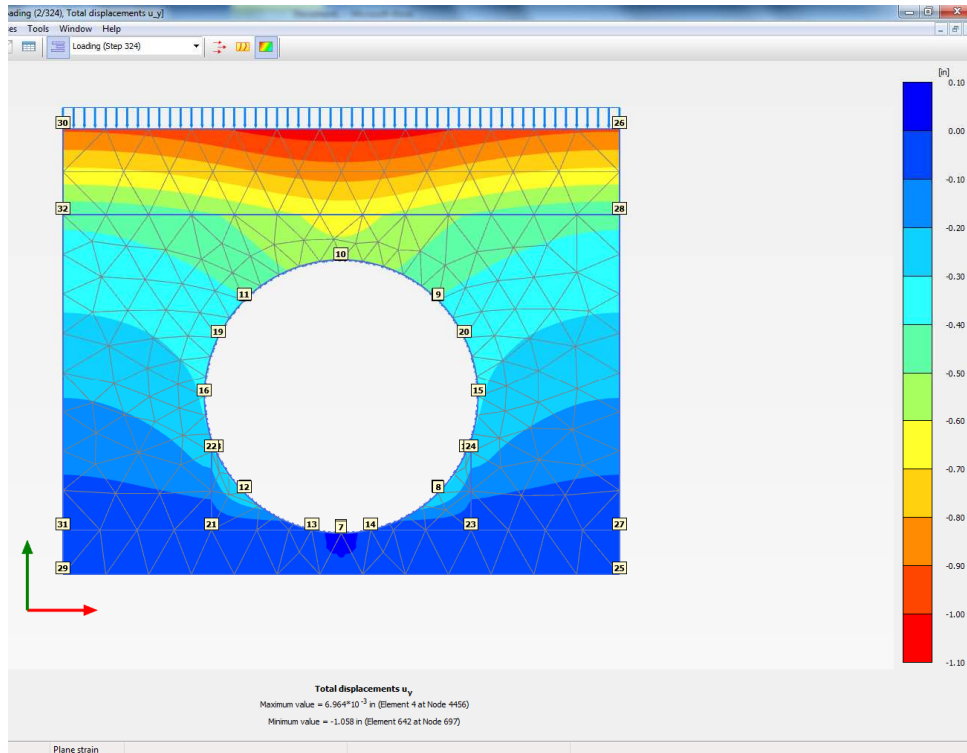 oading (2/324), Total displacements u_y]
es Tools Window Help
Loading (Step 324)
[in]
30 26
0.10
0.00
-0.10
32 28
-0.20
10
-0.30
11 9
19 20
-0.40
16 15
-0.50
-0.60
22 24
12 8
-0.70
31 21 13 7 14 23 27
-0.80
29 25
-0.90
-1.00
-1.10
Total displacements uy
Maximum value = 6.964*10-3 in (Element 4 at Node 4456)
Minimum value = -1.058 in (Element 642 at Node 697)
Plane strain